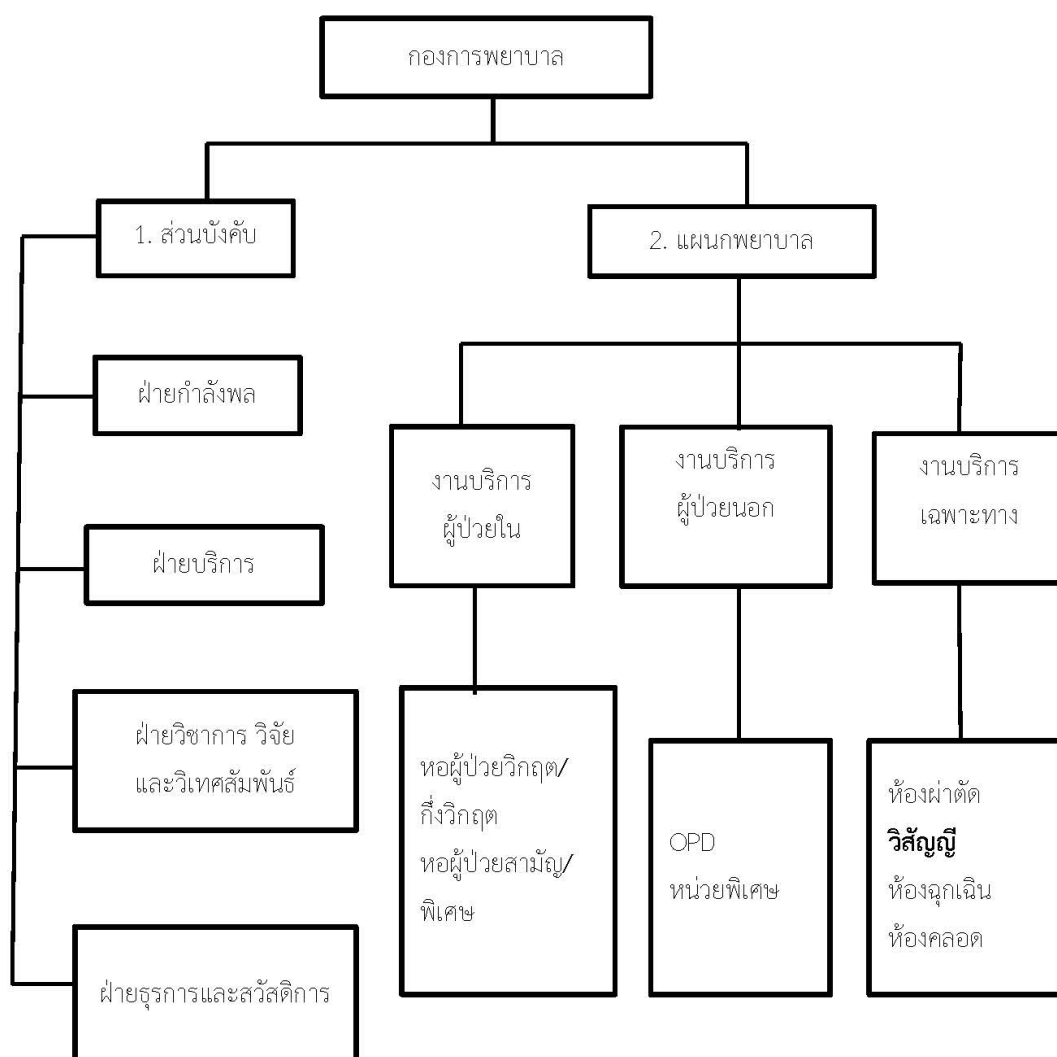 กองการพยาบาล
1. ส่วนบังคับ
2. แผนกพยาบาล
ฝ่ายกำลังพล
ฝ่ายบริการ
ฝ่ายวิชาการ วิจัย
และวิเทศสัมพันธ์
ฝ่ายธุรการและสวัสดิการ
งานบริการ
ผู้ป่วยใน
งานบริการ
ผู้ป่วยนอก
งานบริการ
เฉพาะทาง
หอผู้ป่วยวิกฤต/
กึ่งวิกฤต
หอผู้ป่วยสามัญ/
พิเศษ
OPD
หน่วยพิเศษ
ห้องผ่าตัด
วิสัญญี
ห้องฉุกเฉิน
ห้องคลอด